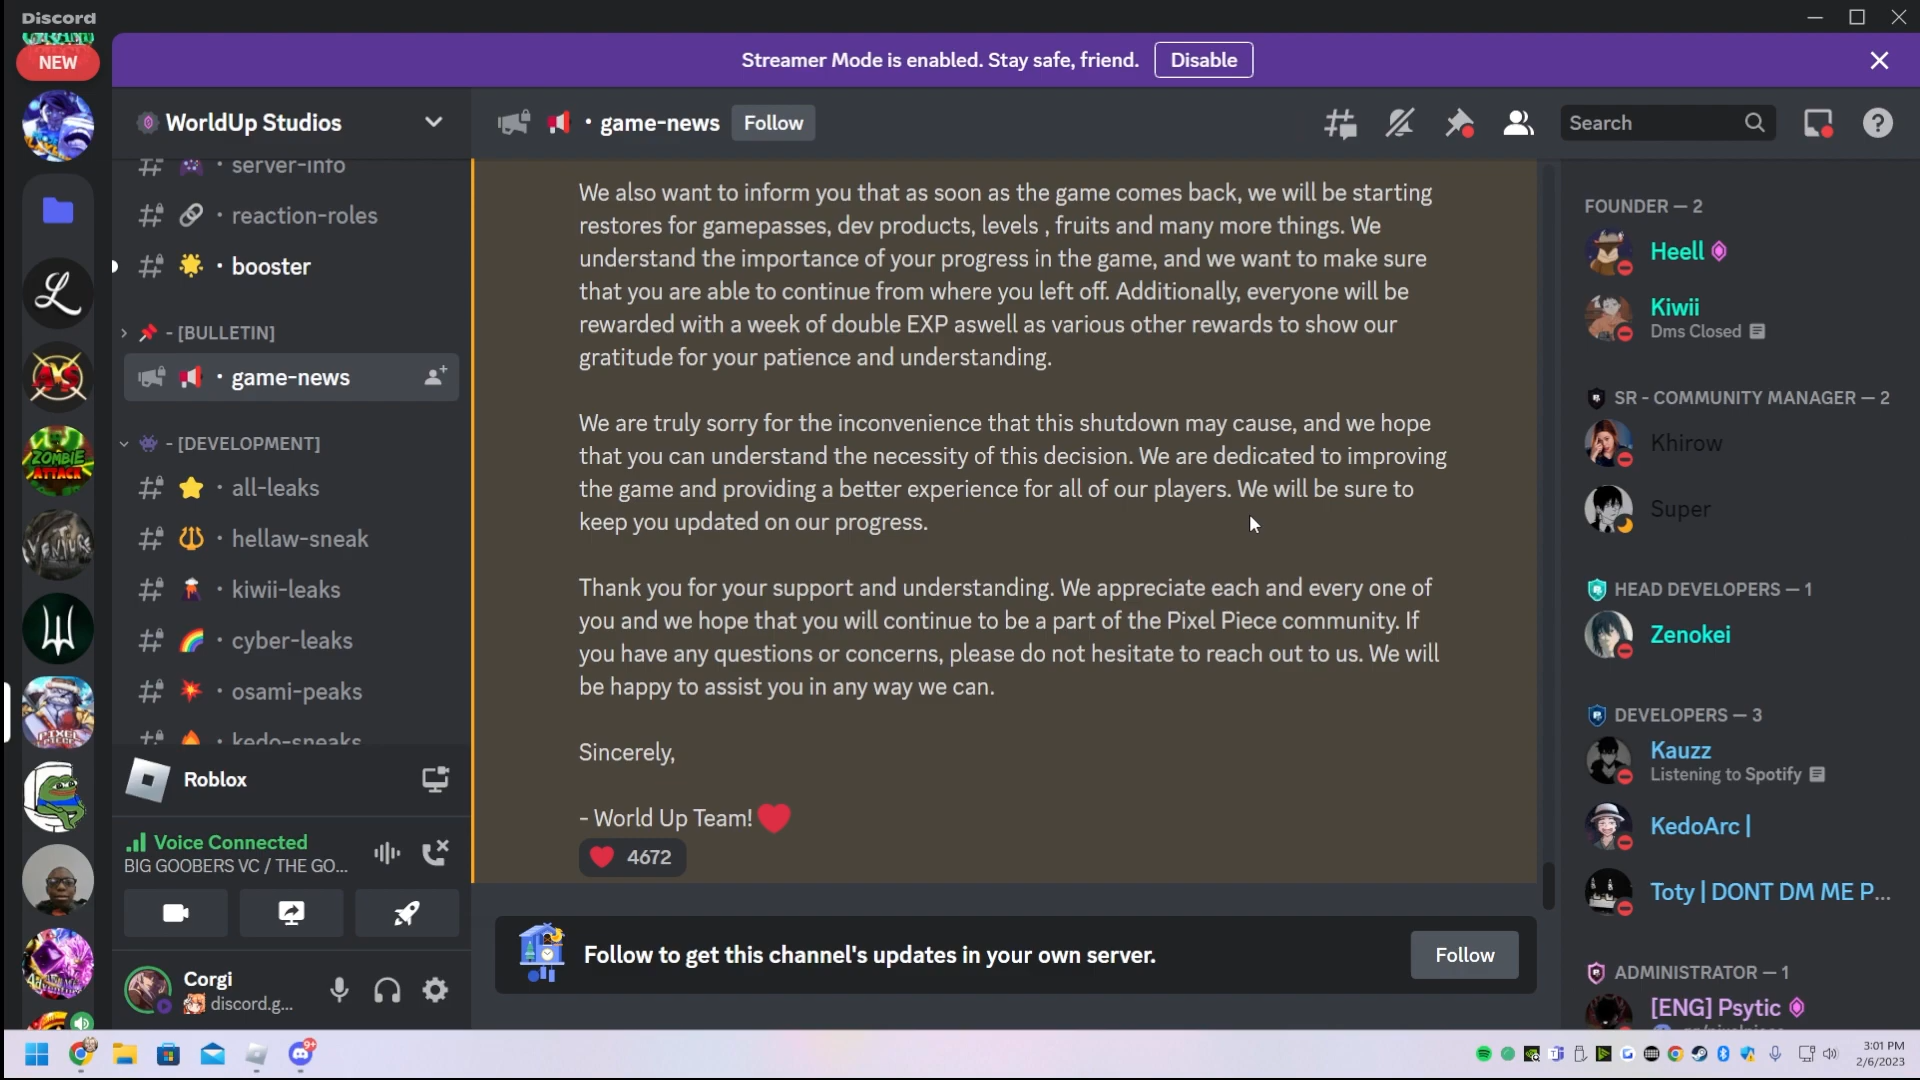 Discord
NEW
Streamer Mode is enabled. Stay safe, friend.
Disable
WorldUp Studios
server-info
reaction-roles
booster
- [BULLETIN]
game-news
- [DEVELOPMENT]
all-leaks
hellaw-sneak
kiwii-leaks
cyber-leaks
osami-peaks
kedo-sneaks
Roblox
Voice Connected
BIG GOOBERS VC / THE GO...
Corgi
discord.g...
ZOMBIE
ATTACK
PIXEL
PIECE
game-news
Follow
Search
We also want to inform you that as soon as the game comes back, we will be starting
restores for gamepasses, dev products, levels , fruits and many more things. We
understand the importance of your progress in the game, and we want to make sure
that you are able to continue from where you left off. Additionally, everyone will be
rewarded with a week of double EXP aswell as various other rewards to show our
gratitude for your patience and understanding.
We are truly sorry for the inconvenience that this shutdown may cause, and we hope
that you can understand the necessity of this decision. We are dedicated to improving
the game and providing a better experience for all of our players. We will be sure to
keep you updated on our progress.
Thank you for your support and understanding. We appreciate each and every one of
you and we hope that you will continue to be a part of the Pixel Piece community. If
you have any questions or concerns, please do not hesitate to reach out to us. We will
be happy to assist you in any way we can.
Sincerely,
- World Up Team!
4672
Follow to get this channel's updates in your own server.
Follow
FOUNDER — 2
Heell
Kiwii
Dms Closed
SR - COMMUNITY MANAGER — 2
Khirow
Super
HEAD DEVELOPERS — 1
Zenokei
DEVELOPERS — 3
Kauzz
Listening to Spotify
KedoArc |
Toty | DONT DM ME P...
ADMINISTRATOR — 1
[ENG] Psytic
9+
3:01 PM
2/6/2023